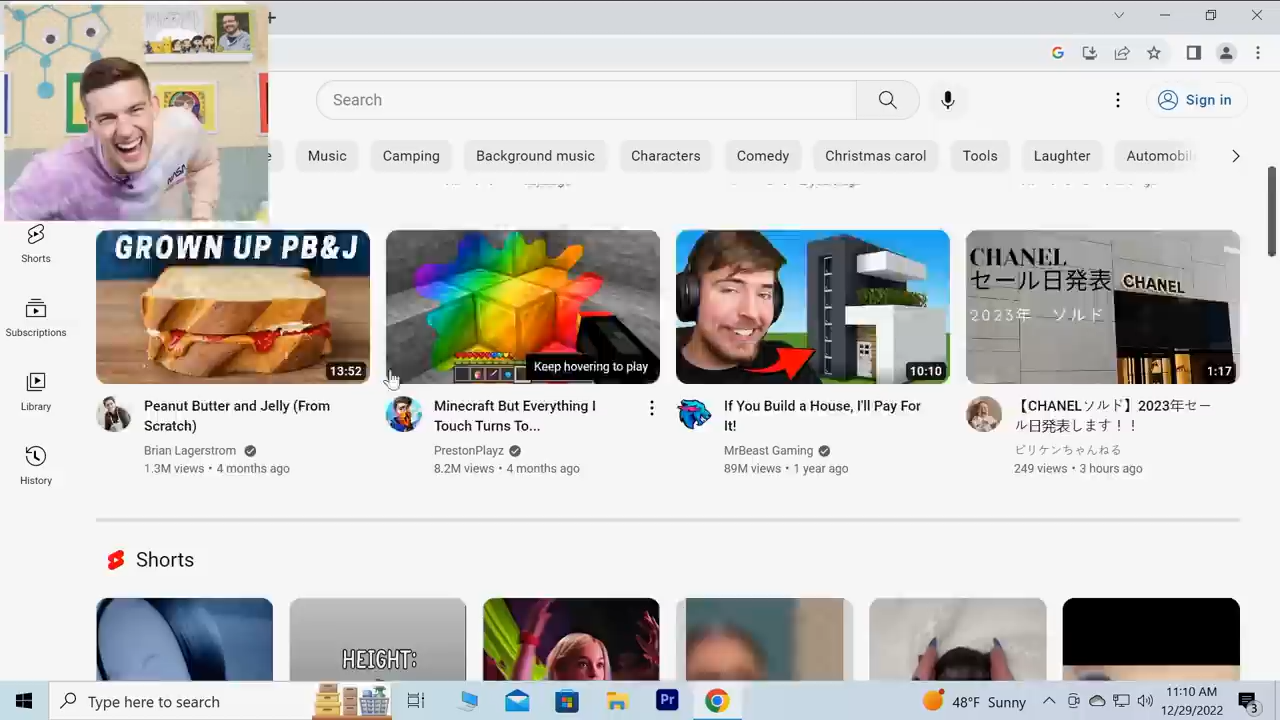 Search
Sign in
Music
Camping
Background music
Characters
Comedy
Christmas carol
Tools
Laughter
Automobil
Shorts
Subscriptions
Library
History
GROWN UP PB&J
13:52
Peanut Butter and Jelly (From
Scratch)
Brian Lagerstrom
1.3M views • 4 months ago
Keep hovering to play
Minecraft But Everything I
Touch Turns To...
PrestonPlayz
8.2M views • 4 months ago
10:10
If You Build a House, I'll Pay For
It!
MrBeast Gaming
89M views • 1 year ago
CHANEL
セール日発表
CHANEL
2023年 ソルド
1:17
【CHANELソルド】2023年セー
ル日発表します！！
ビリケンちゃんねる
249 views • 3 hours ago
Shorts
HEIGHT:
Type here to search
Pr
48°F Sunny
11:10 AM
12/29/2022
3